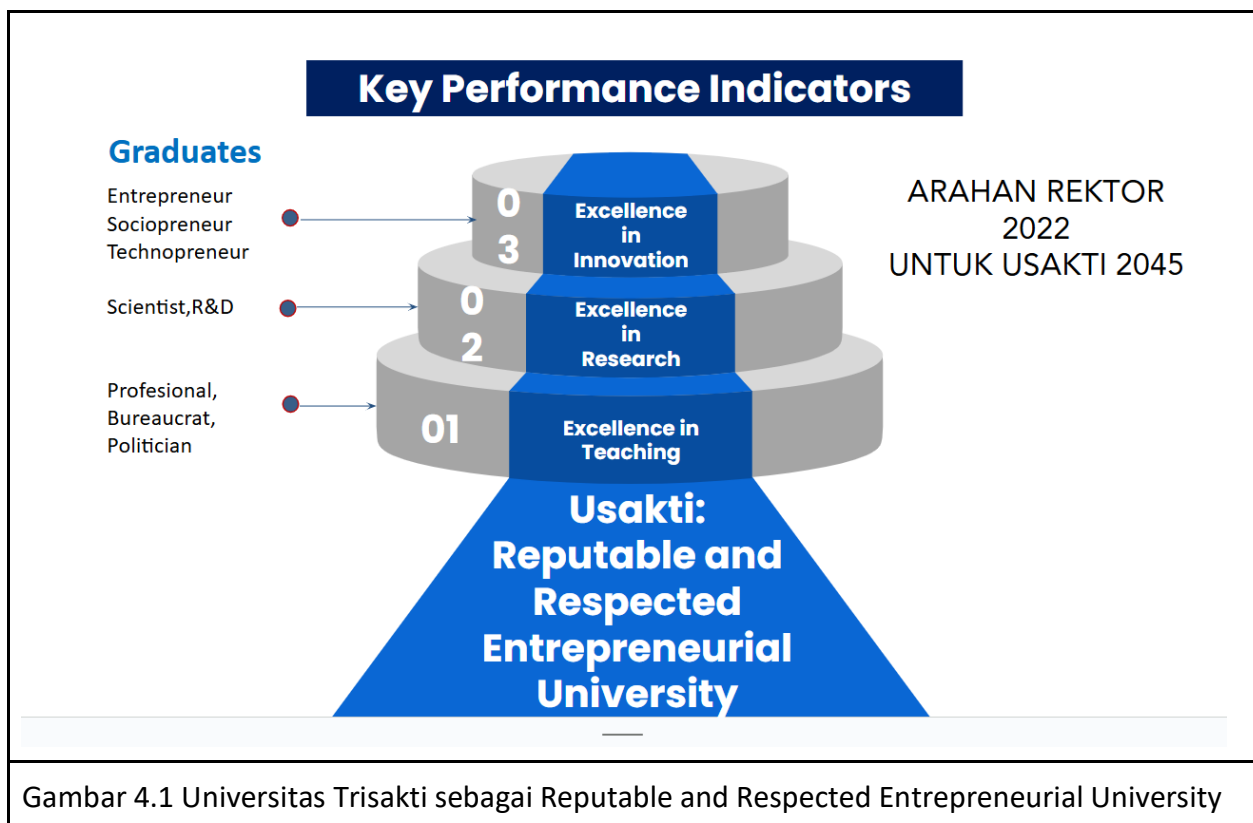 Key Performance Indicators
Graduates
Entrepreneur
Sociopreneur
Technopreneur
Scientist,R&D
Profesional,
Bureaucrat,
Politician
0
3
Excellence
in
Innovation
0
2
Excellence
in
Research
01
Excellence in
Teaching
Usakti:
Reputable and
Respected
Entrepreneurial
University
ARAHAN REKTOR
2022
UNTUK USAKTI 2045
Gambar 4.1 Universitas Trisakti sebagai Reputable and Respected Entrepreneurial University